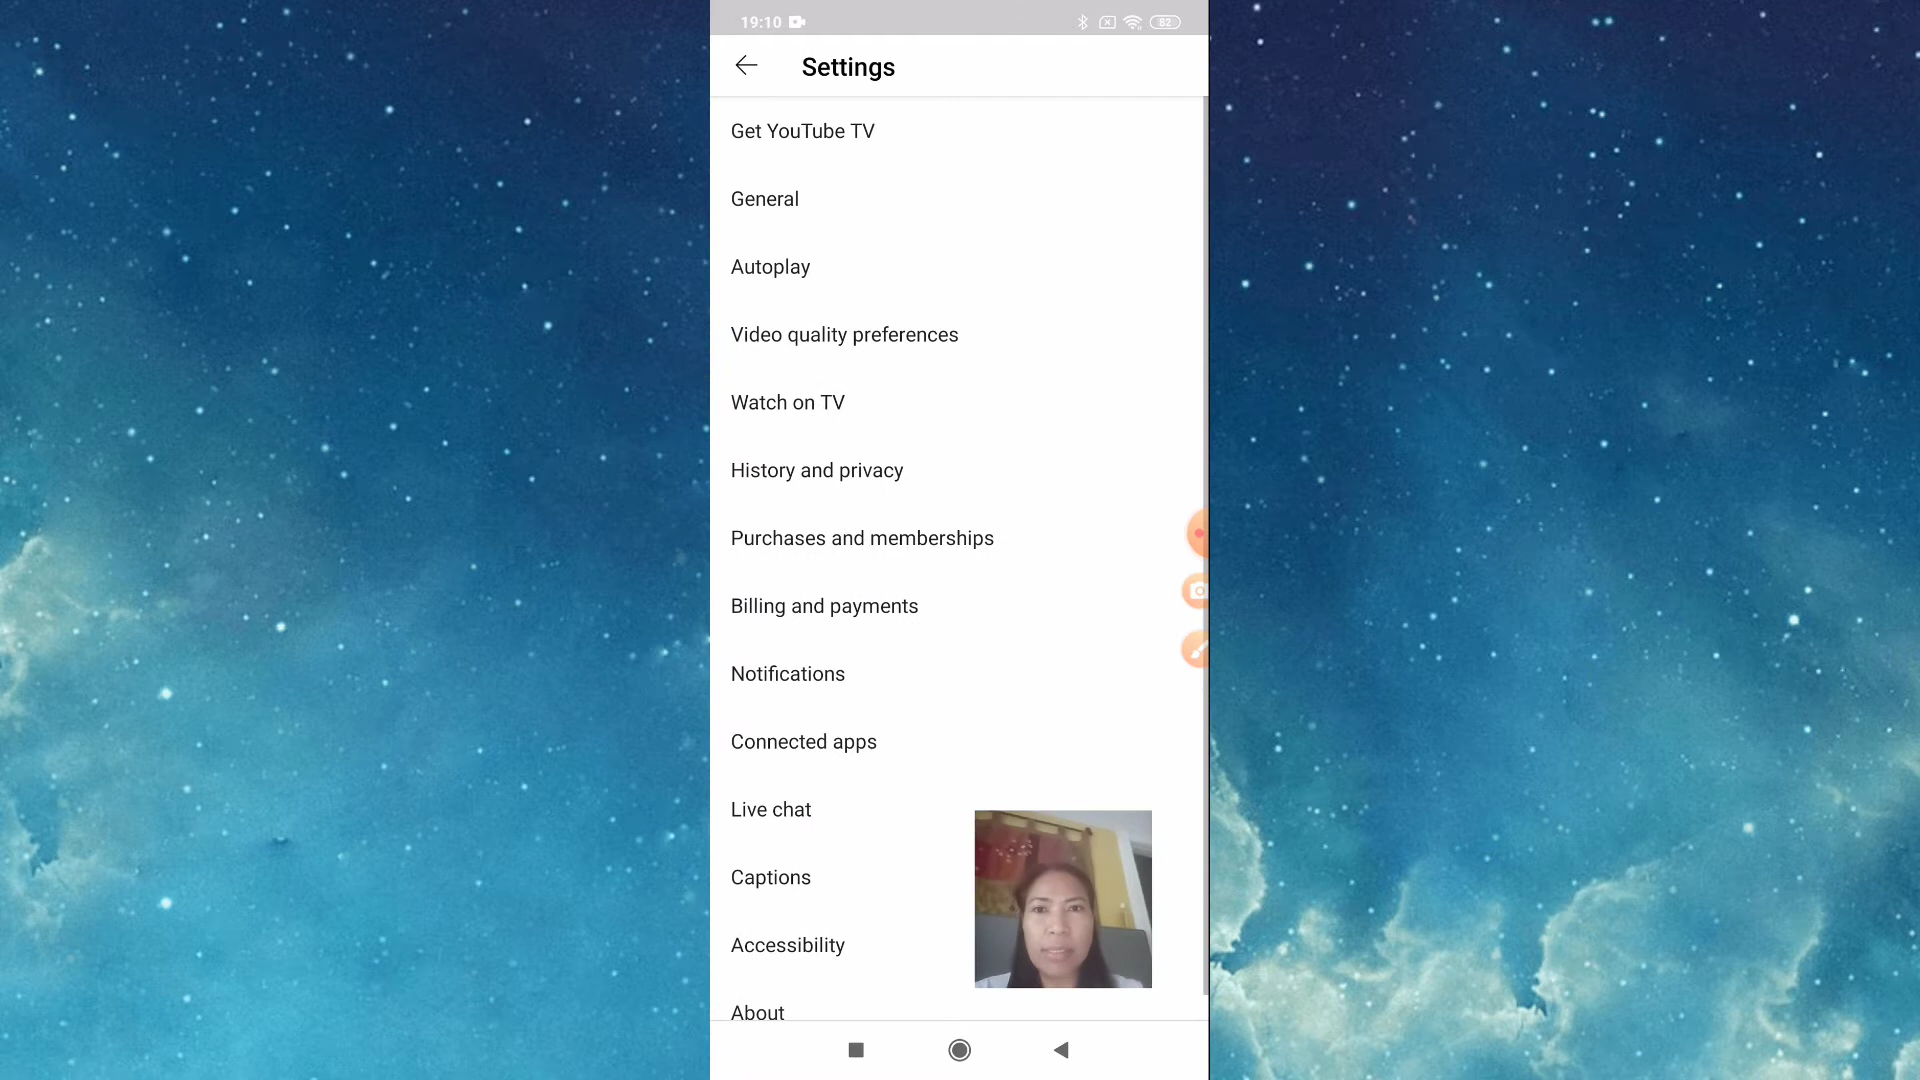 19:10
82
Settings
Get YouTube TV
General
Autoplay
Video quality preferences
Watch on TV
History and privacy
Purchases and memberships
Billing and payments
Notifications
Connected apps
Live chat
Captions
Accessibility
About